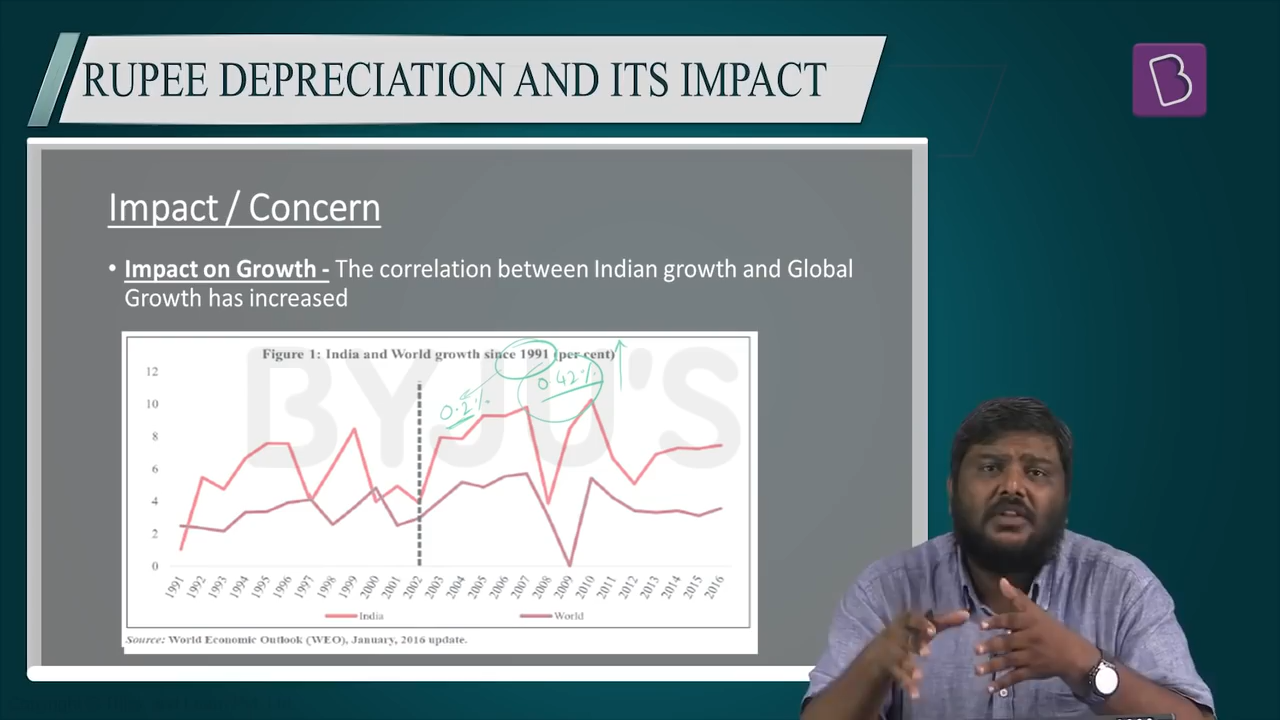 RUPEE DEPRECIATION AND ITS IMPACT
B
Impact / Concern
• Impact on Growth - The correlation between Indian growth and Global
Growth has increased
BYJU'S
Figure 1: India and World growth since 1991 (per cent)
0.2%
0.42%
12
10
8
6
4
2
0
1991 1992 1993 1994 1995 1996 1997 1998 1999 2000 2001 2002 2003 2004 2005 2006 2007 2008 2009 2010 2011 2012 2013 2014 2015 2016
India World
Source: World Economic Outlook (WEO), January, 2016 update.